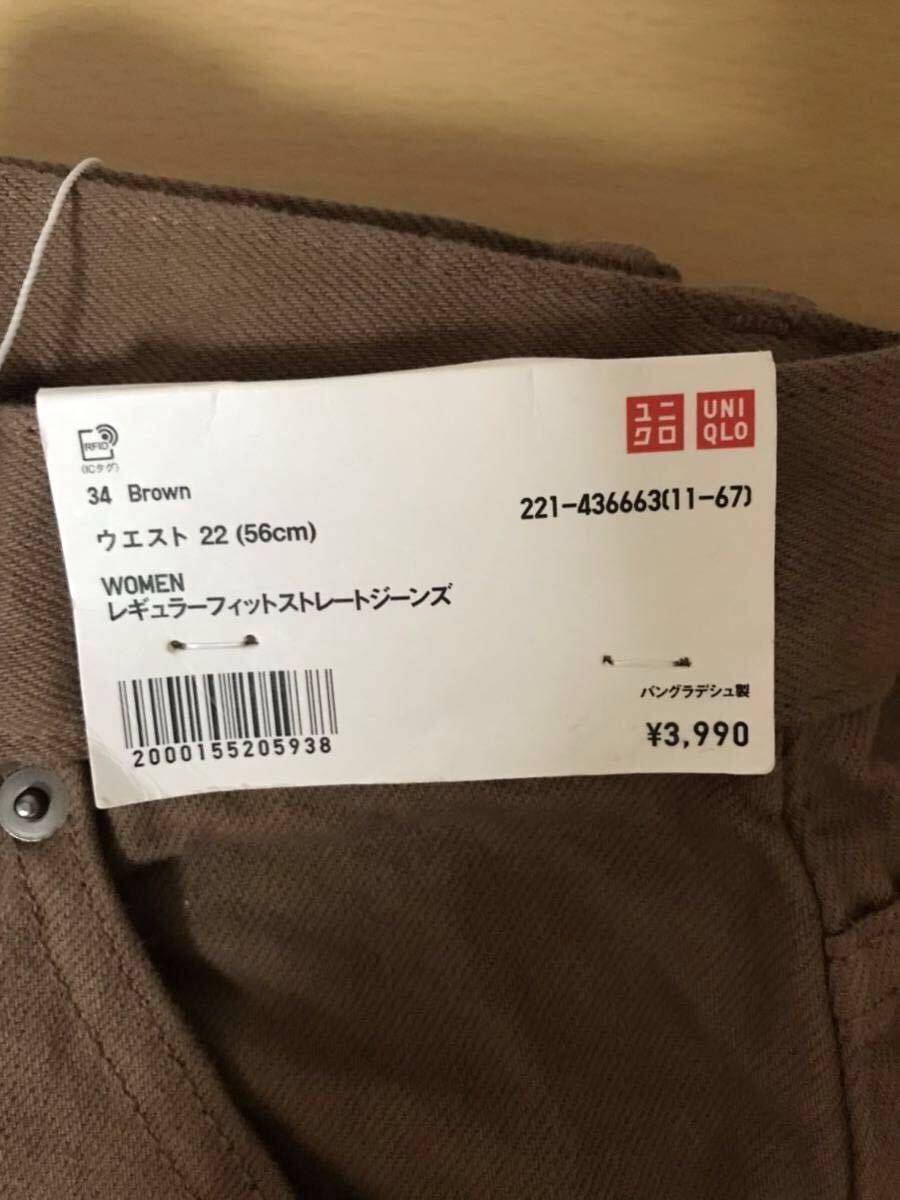 ユニ
クロ
UNI
QLO
RFID
(ICタグ)
34 Brown
221-436663(11-67)
ウエスト 22 (56cm)
WOMEN
レギュラーフィットストレートジーンズ
バングラデシュ製
¥3,990
2000155205938